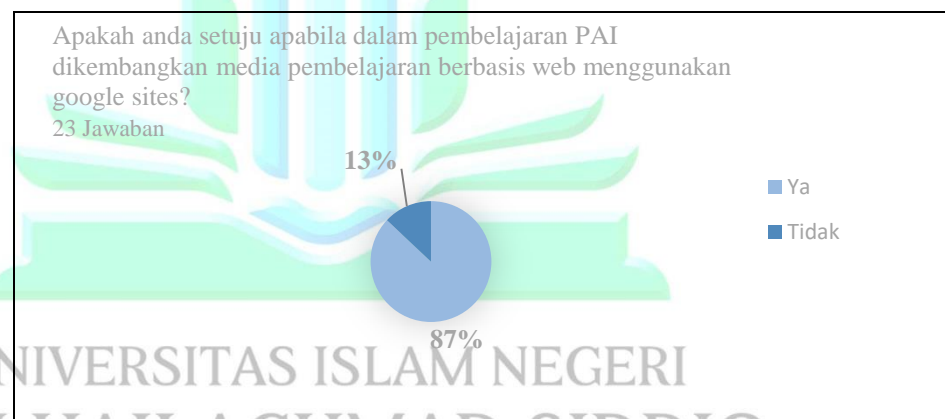 Apakah anda setuju apabila dalam pembelajaran PAI
dikembangkan media pembelajaran berbasis web menggunakan
google sites?
23 Jawaban
13%
Ya
Tidak
87%
NIVERSITAS ISLAM NEGERI